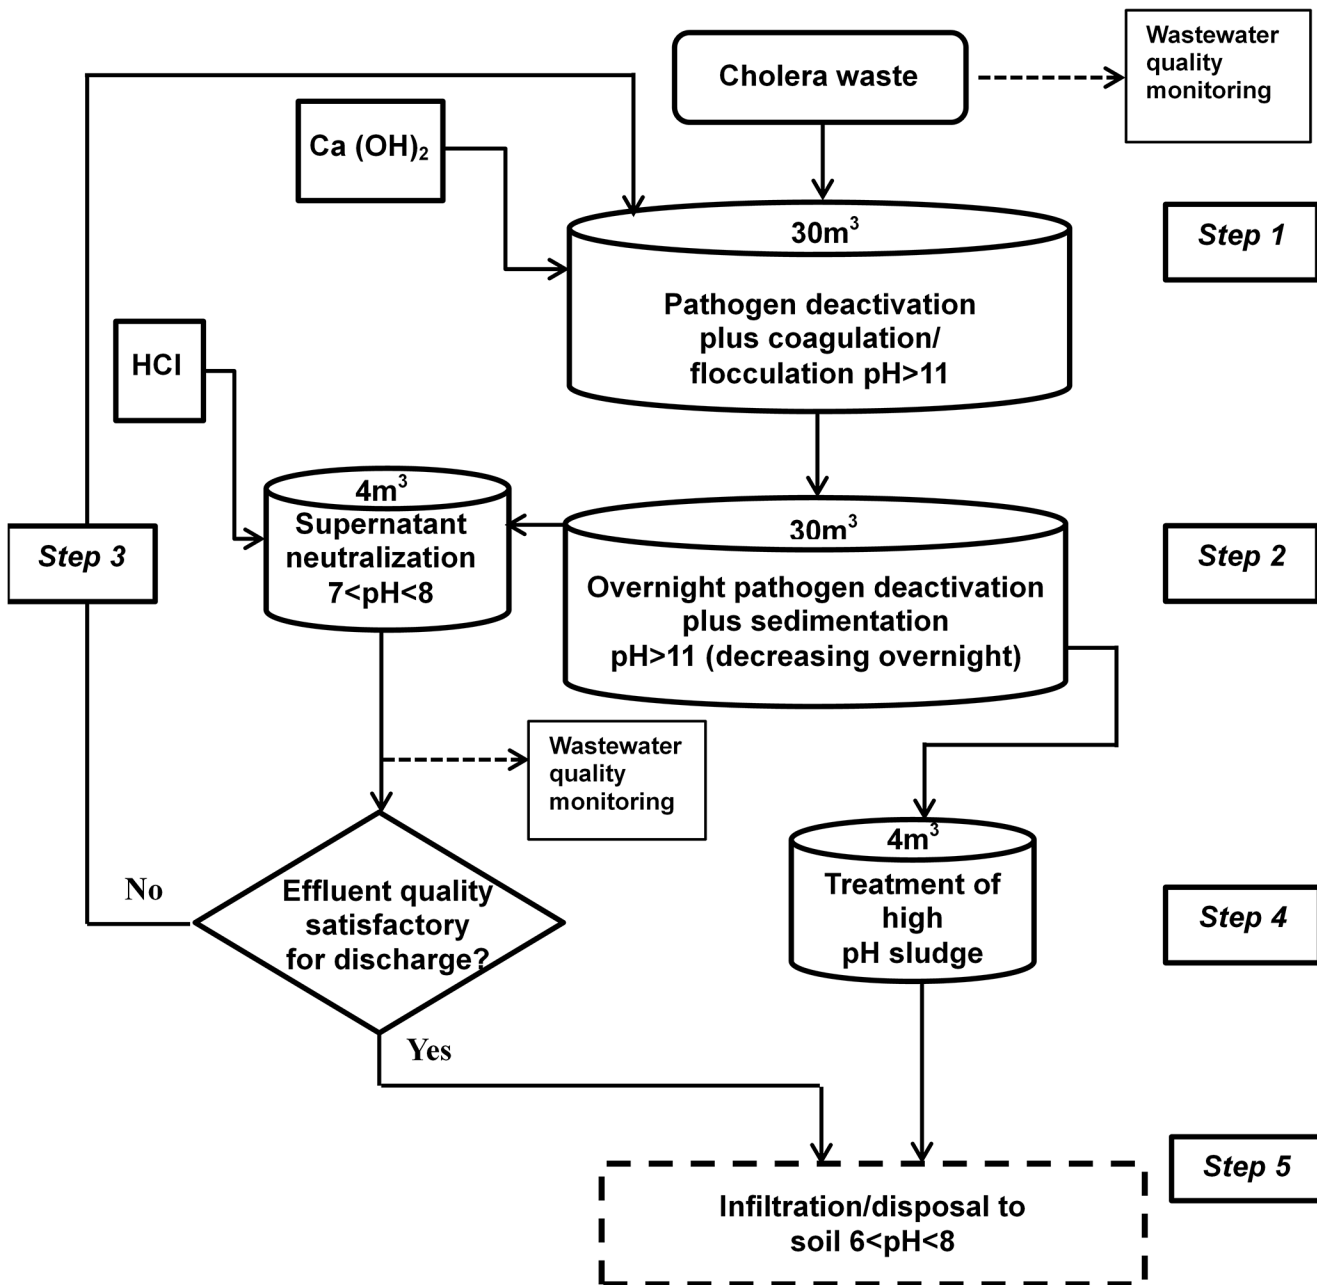 Cholera waste
Wastewater
quality
monitoring
Ca (OH)₂
30m³
Pathogen deactivation
plus coagulation/
flocculation pH>11
Step 1
HCl
4m³
Supernatant
neutralization
7<pH<8
Step 3
30m³
Overnight pathogen deactivation
plus sedimentation
pH>11 (decreasing overnight)
Step 2
Wastewater
quality
monitoring
No
Effluent quality
satisfactory
for discharge?
Yes
4m³
Treatment of
high
pH sludge
Step 4
Infiltration/disposal to
soil 6<pH<8
Step 5